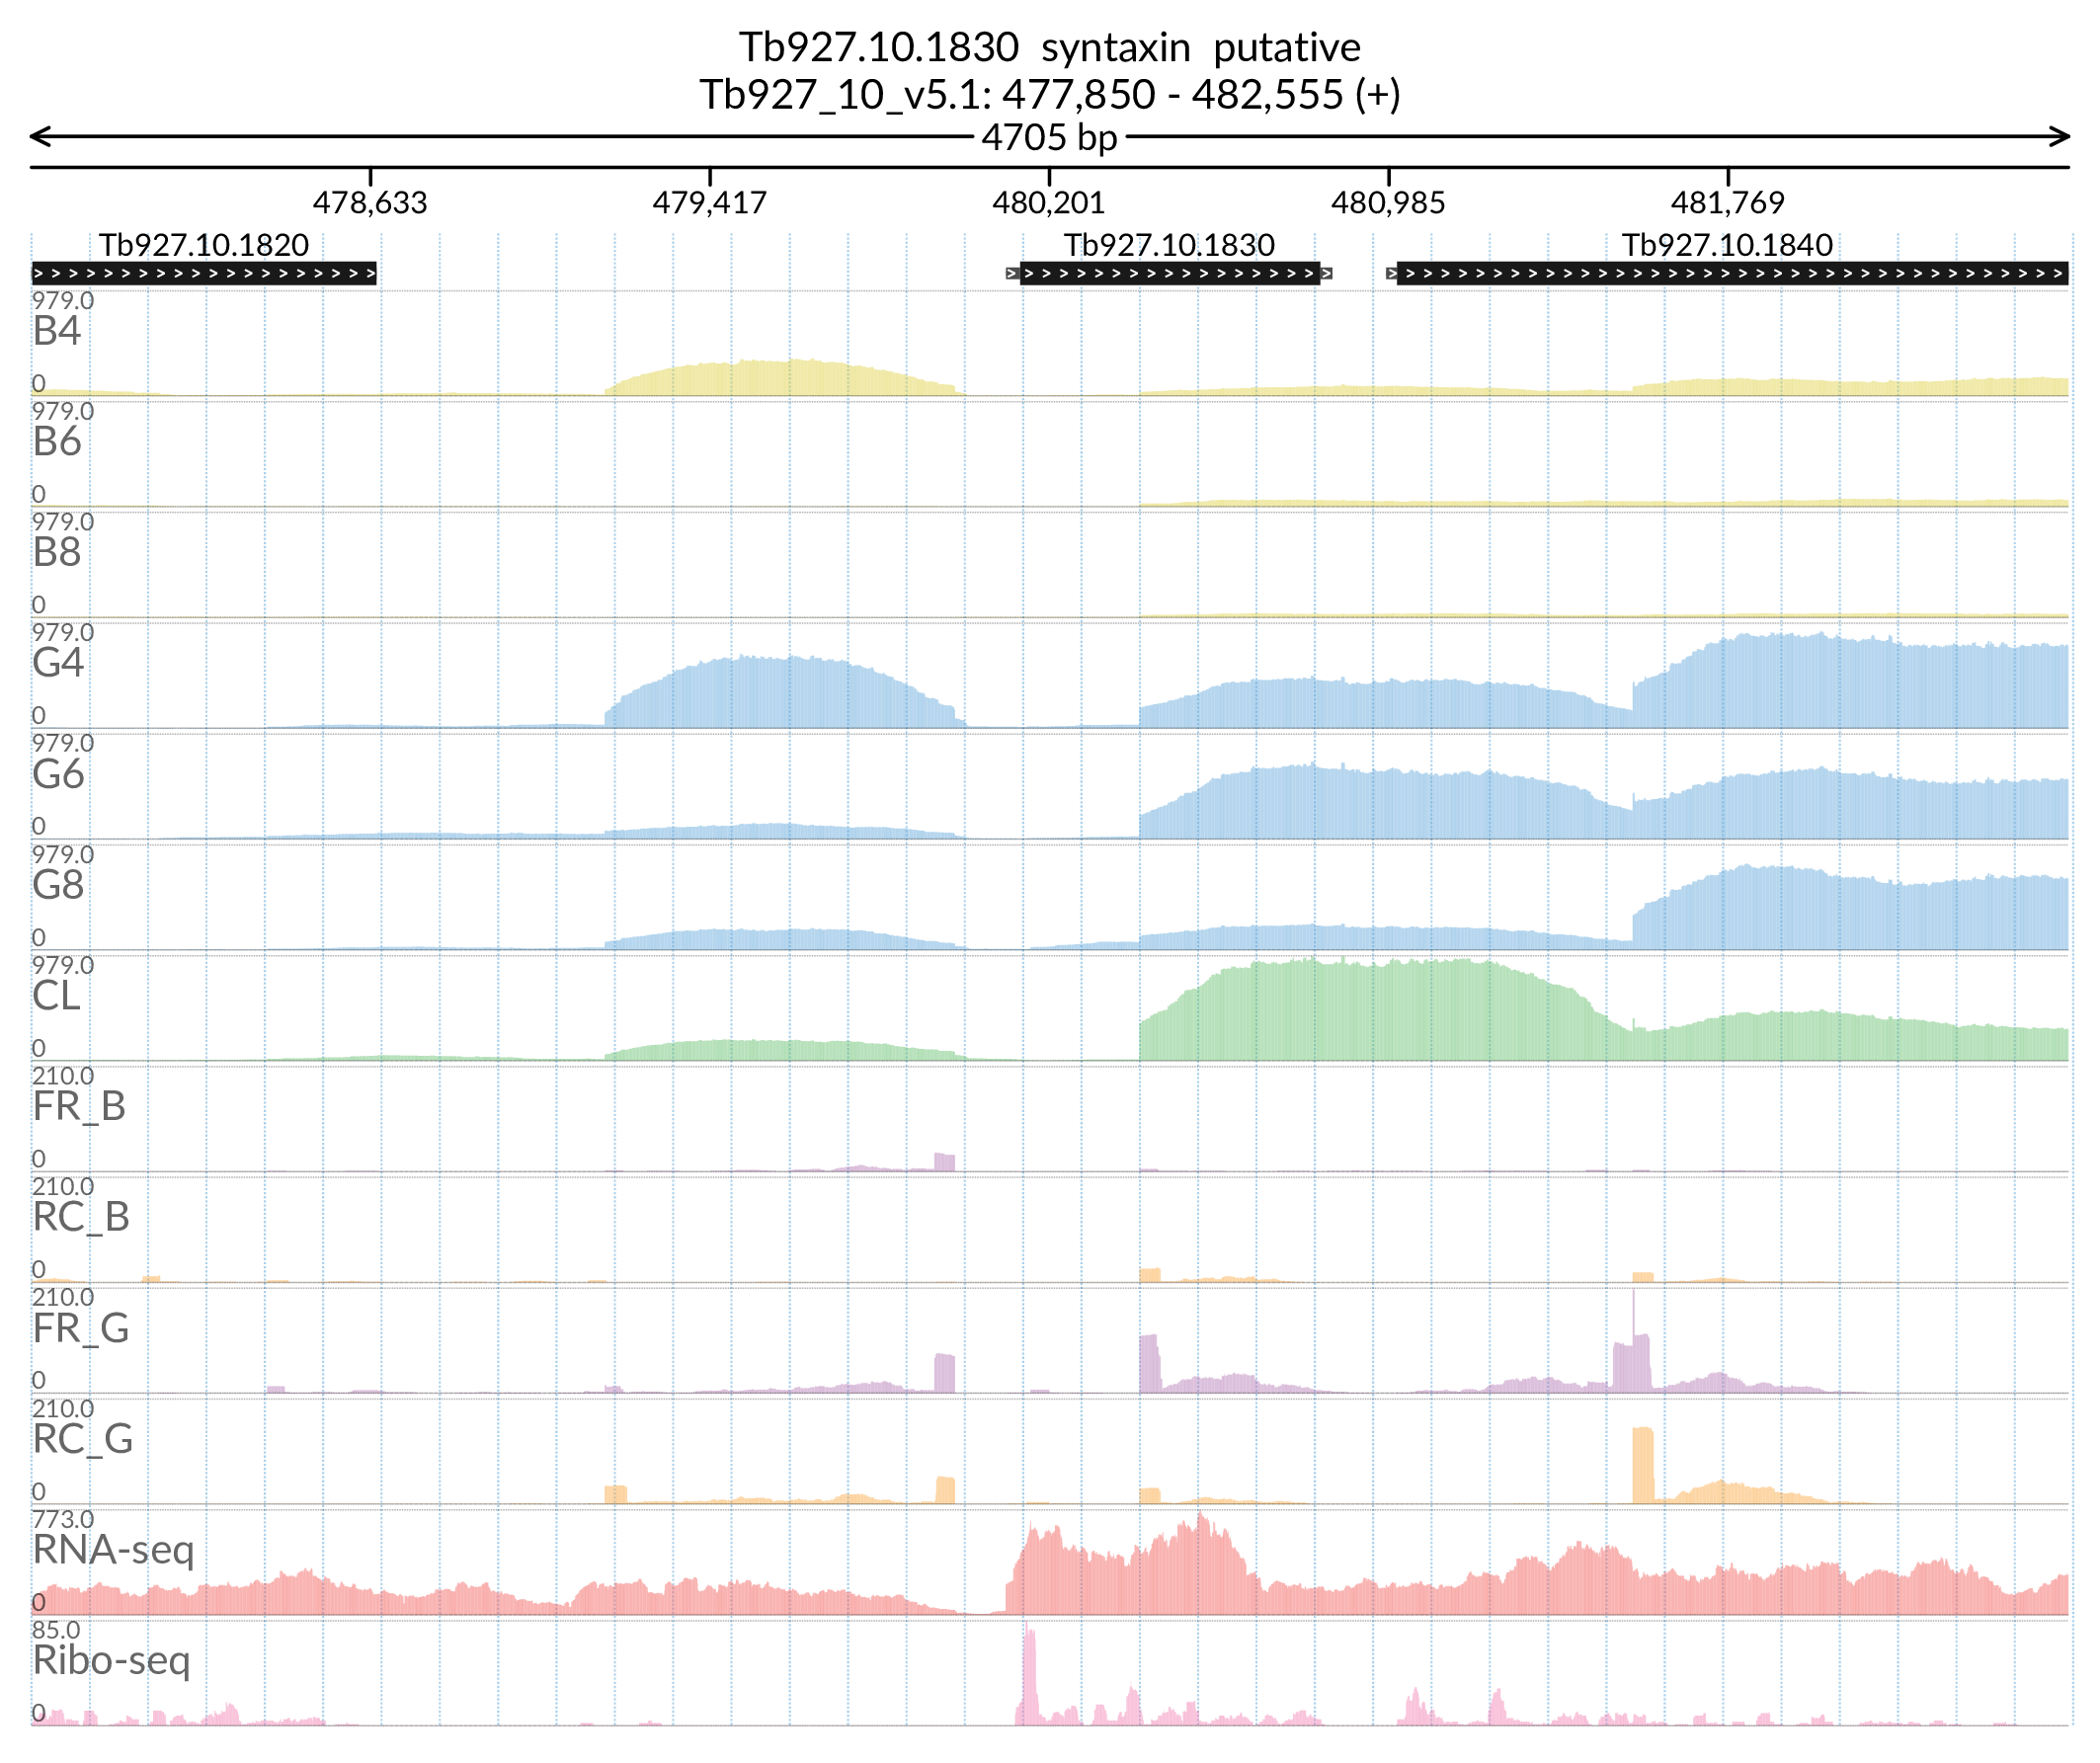 Tb927.10.1830 syntaxin putative
Tb927_10_v5.1: 477,850 - 482,555 (+)
4705 bp
478,633 479,417 480,201 480,985 481,769
Tb927.10.1820 Tb927.10.1830 Tb927.10.1840
979.0
B4
0
979.0
B6
0
979.0
B8
0
979.0
G4
0
979.0
G6
0
979.0
G8
0
979.0
CL
0
210.0
FR_B
0
210.0
RC_B
0
210.0
FR_G
0
210.0
RC_G
0
773.0
RNA-seq
0
85.0
Ribo-seq
0